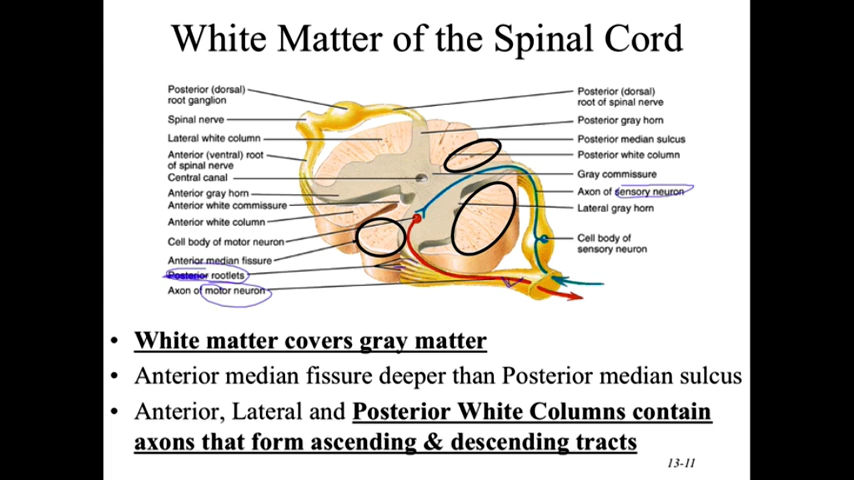 White Matter of the Spinal Cord
Posterior (dorsal)
root ganglion
Spinal nerve
Lateral white column
Anterior (ventral) root
of spinal nerve
Central canal
Anterior gray horn
Anterior white commissure
Anterior white column
Cell body of motor neuron
Anterior median fissure
Posterior rootlets
Axon of motor neuron
Posterior (dorsal)
root of spinal nerve
Posterior gray horn
Posterior median sulcus
Posterior white column
Gray commissure
Axon of sensory neuron
Lateral gray horn
Cell body of
sensory neuron
• White matter covers gray matter
• Anterior median fissure deeper than Posterior median sulcus
• Anterior, Lateral and Posterior White Columns contain
axons that form ascending & descending tracts
13-11